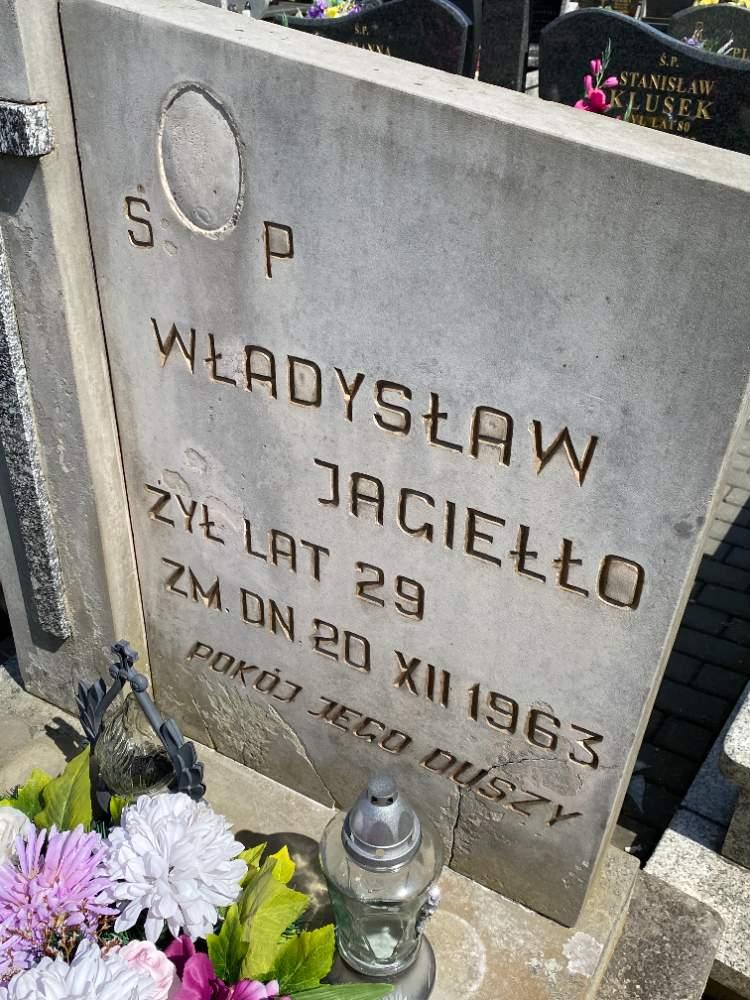 Ś.P.
STANISŁAW
KLUSEK
Ś P
WŁADYSŁAW
JAGIEŁŁO
ŻYŁ LAT 29
ZM. DN. 20 XII 1963
POKÓJ JEGO DUSZY